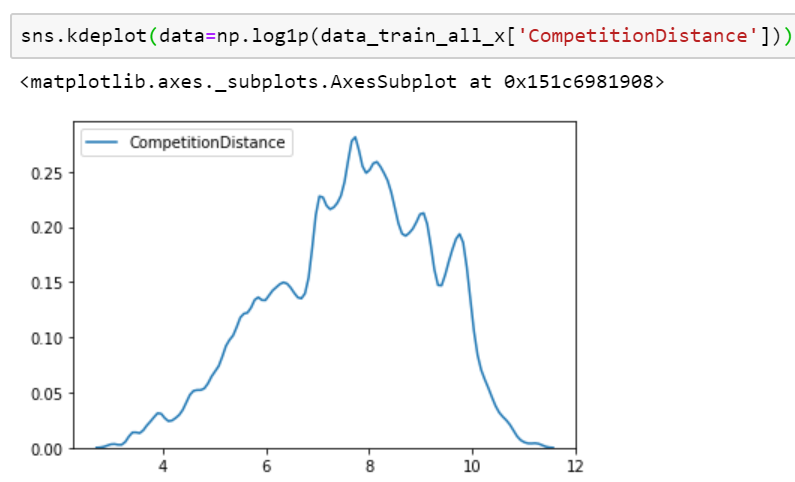 sns.kdeplot(data=np.log1p(data_train_all_x['CompetitionDistance']))
<matplotlib.axes._subplots.AxesSubplot at 0x151c6981908>
CompetitionDistance
0.25
0.20
0.15
0.10
0.05
0.00
4 6 8 10 12